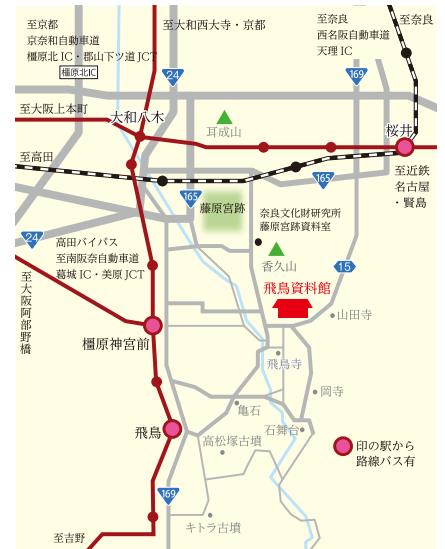 至京都
京奈和自動車道
橿原北IC・郡山下ツ道JCT
橿原北IC
至大和西大寺・京都
至奈良
西名阪自動車道
天理IC
至奈良
24
169
至大阪上本町
大和八木
耳成山
桜井
至高田
165
165
至近鉄
名古屋
・賢島
藤原宮跡
奈良文化財研究所
藤原宮跡資料室
24
高田バイパス
至南阪奈自動車道
葛城IC・美原JCT
香久山
15
至大阪阿部野橋
飛鳥資料館
山田寺
橿原神宮前
飛鳥寺
岡寺
亀石
石舞台
飛鳥
高松塚古墳
印の駅から
路線バス有
169
キトラ古墳
至吉野